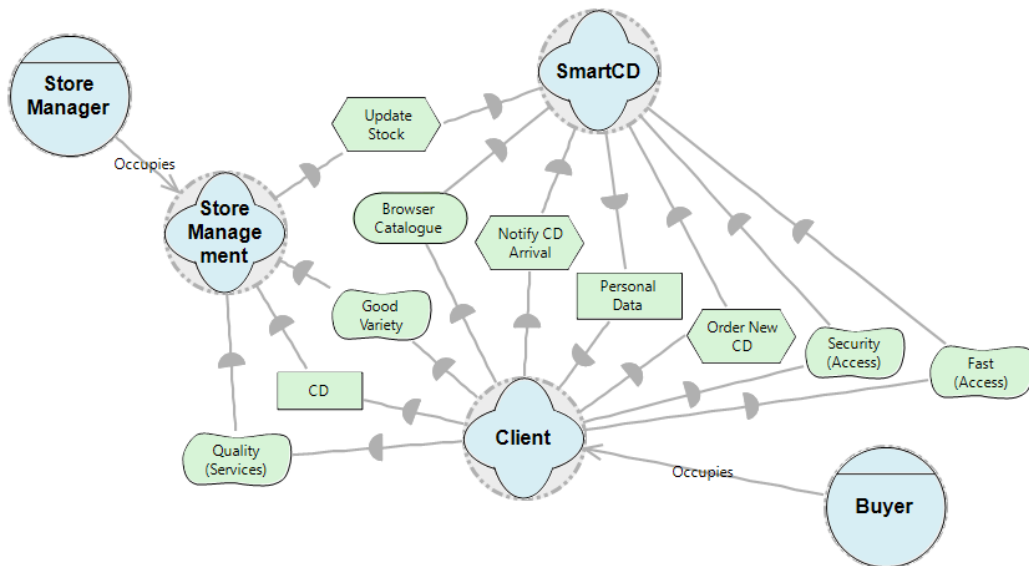 Store
Manager
SmartCD
Update
Stock
Occupies
Store
Manage
ment
Browser
Catalogue
Notify CD
Arrival
Good
Variety
Personal
Data
Order New
CD
Security
(Access)
Fast
(Access)
CD
Client
Quality
(Services)
Occupies
Buyer